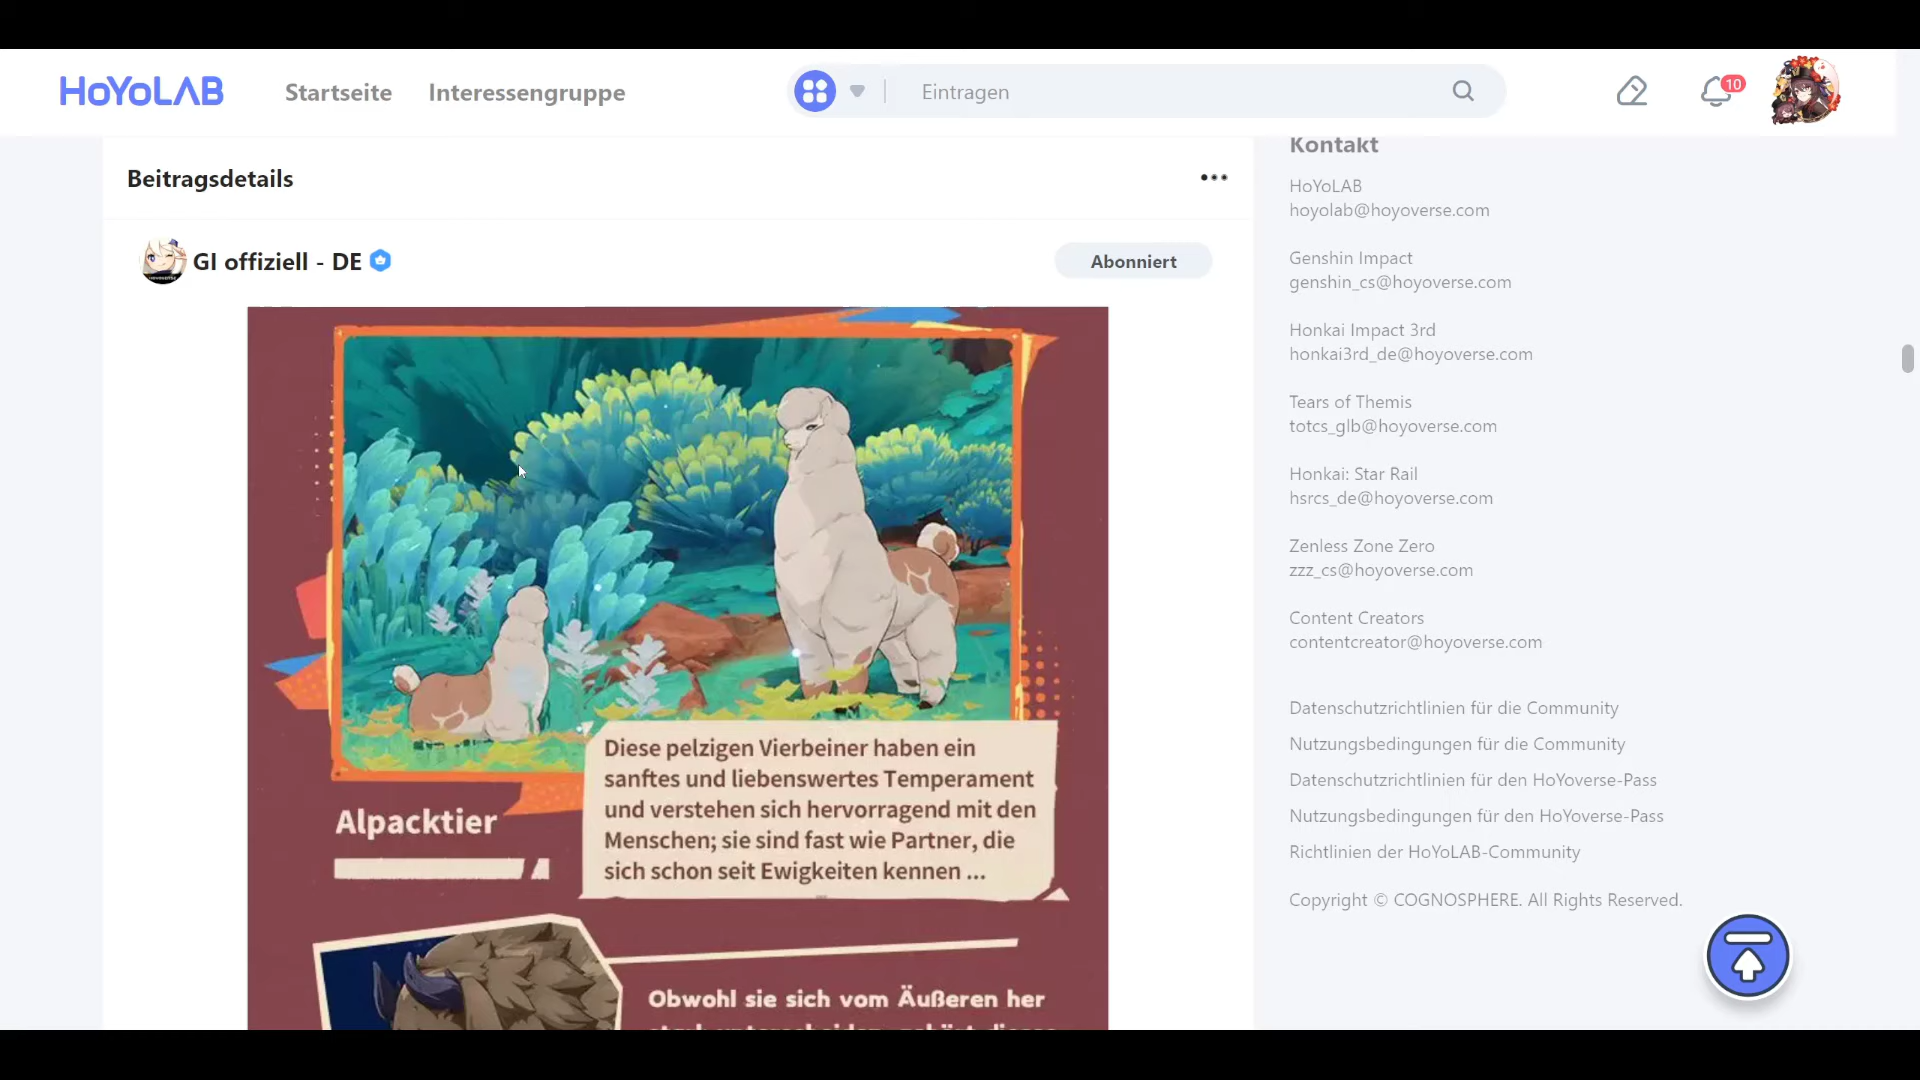 HoYoLAB
Startseite
Interessengruppe
Eintragen
10
Beitragsdetails
GI offiziell - DE
Abonniert
Diese pelzigen Vierbeiner haben ein
sanftes und liebenswertes Temperament
und verstehen sich hervorragend mit den
Menschen; sie sind fast wie Partner, die
sich schon seit Ewigkeiten kennen ...
Alpacktier
Obwohl sie sich vom Äußeren her
Kontakt
HoYoLAB
hoyolab@hoyoverse.com
Genshin Impact
genshin_cs@hoyoverse.com
Honkai Impact 3rd
honkai3rd_de@hoyoverse.com
Tears of Themis
totcs_glb@hoyoverse.com
Honkai: Star Rail
hsrcs_de@hoyoverse.com
Zenless Zone Zero
zzz_cs@hoyoverse.com
Content Creators
contentcreator@hoyoverse.com
Datenschutzrichtlinien für die Community
Nutzungsbedingungen für die Community
Datenschutzrichtlinien für den HoYoverse-Pass
Nutzungsbedingungen für den HoYoverse-Pass
Richtlinien der HoYoLAB-Community
Copyright © COGNOSPHERE. All Rights Reserved.